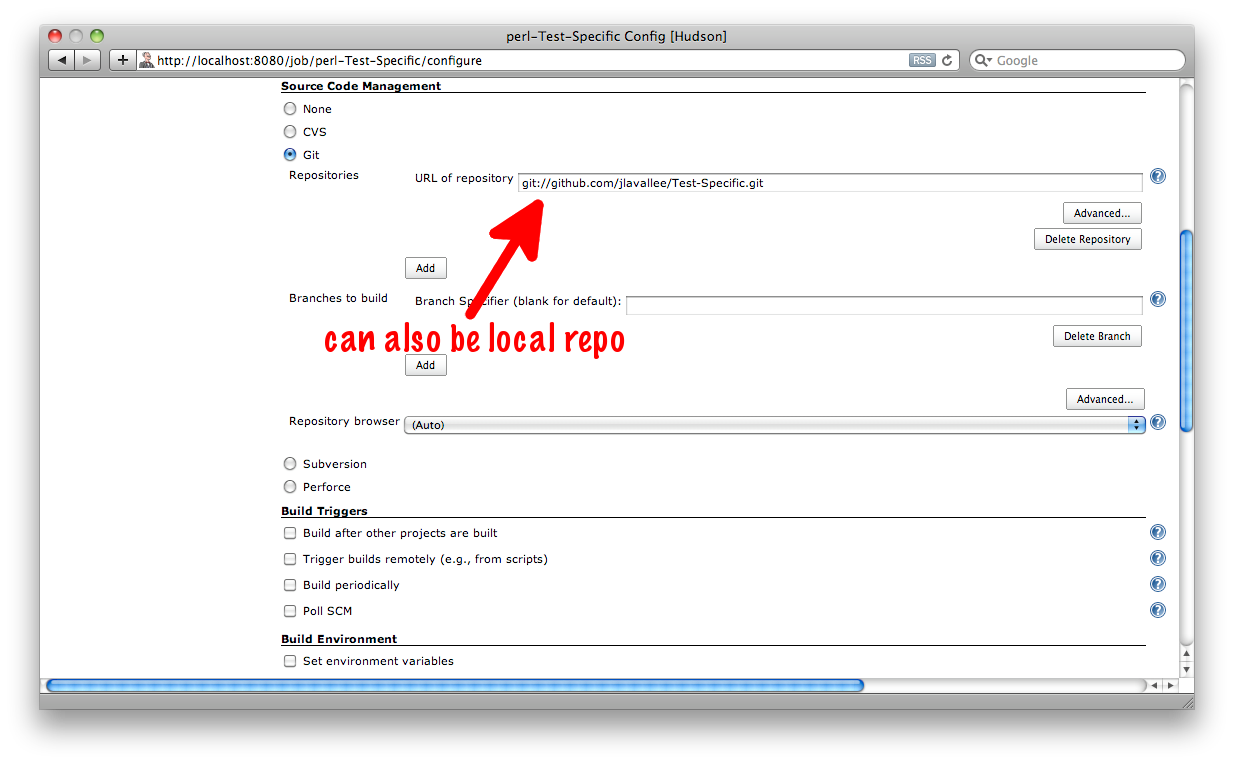 perl-Test-Specific Config [Hudson]
http://localhost:8080/job/perl-Test-Specific/configure RSS Google
Source Code Management
None
CVS
Git
Repositories URL of repository git://github.com/jlavallee/Test-Specific.git
Advanced...
Delete Repository
Add
Branches to build Branch Specifier (blank for default):
can also be local repo
Delete Branch
Add
Advanced...
Repository browser (Auto)
Subversion
Perforce
Build Triggers
Build after other projects are built
Trigger builds remotely (e.g., from scripts)
Build periodically
Poll SCM
Build Environment
Set environment variables